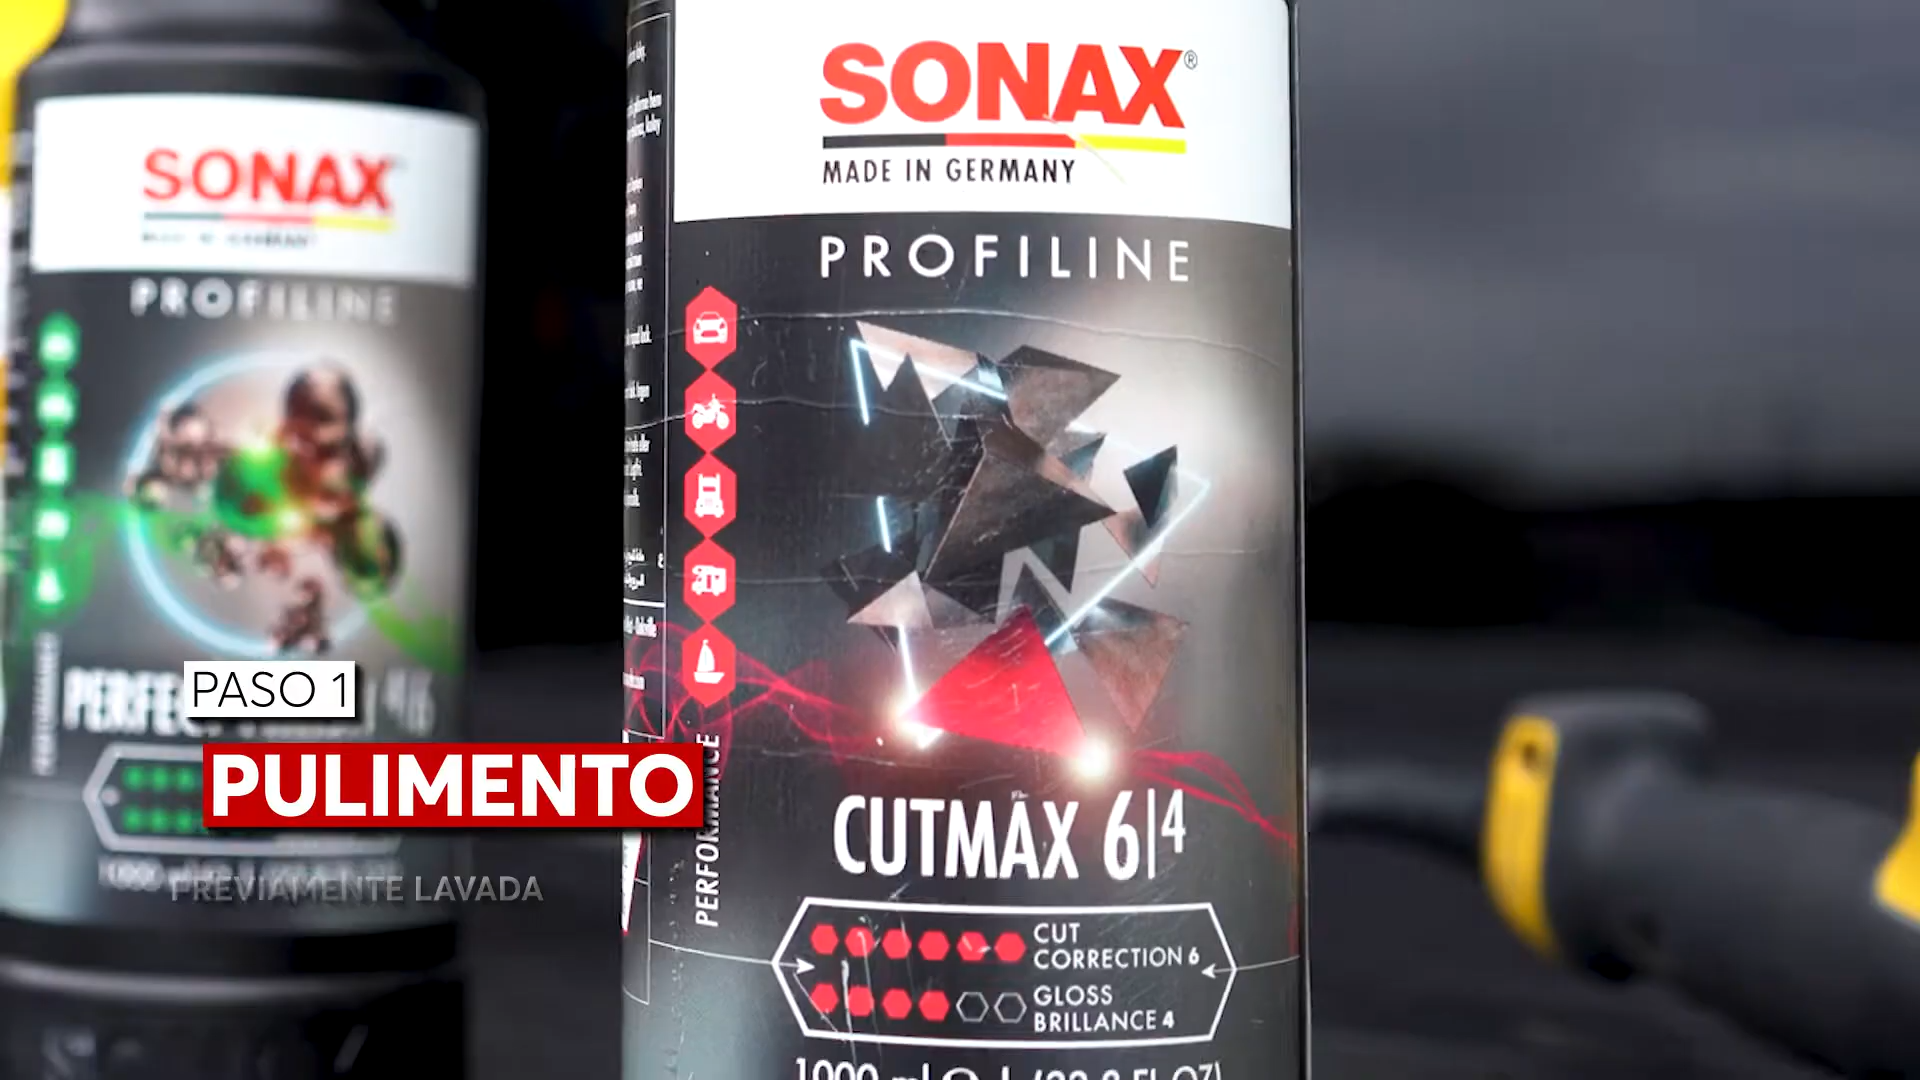 SONAX
PROFILINE
SONAX®
MADE IN GERMANY
PROFILINE
PERFORMANCE
CUTMAX 6|4
CUT
CORRECTION 6
GLOSS
BRILLANCE 4
PASO 1
PULIMENTO
PREVIAMENTE LAVADA